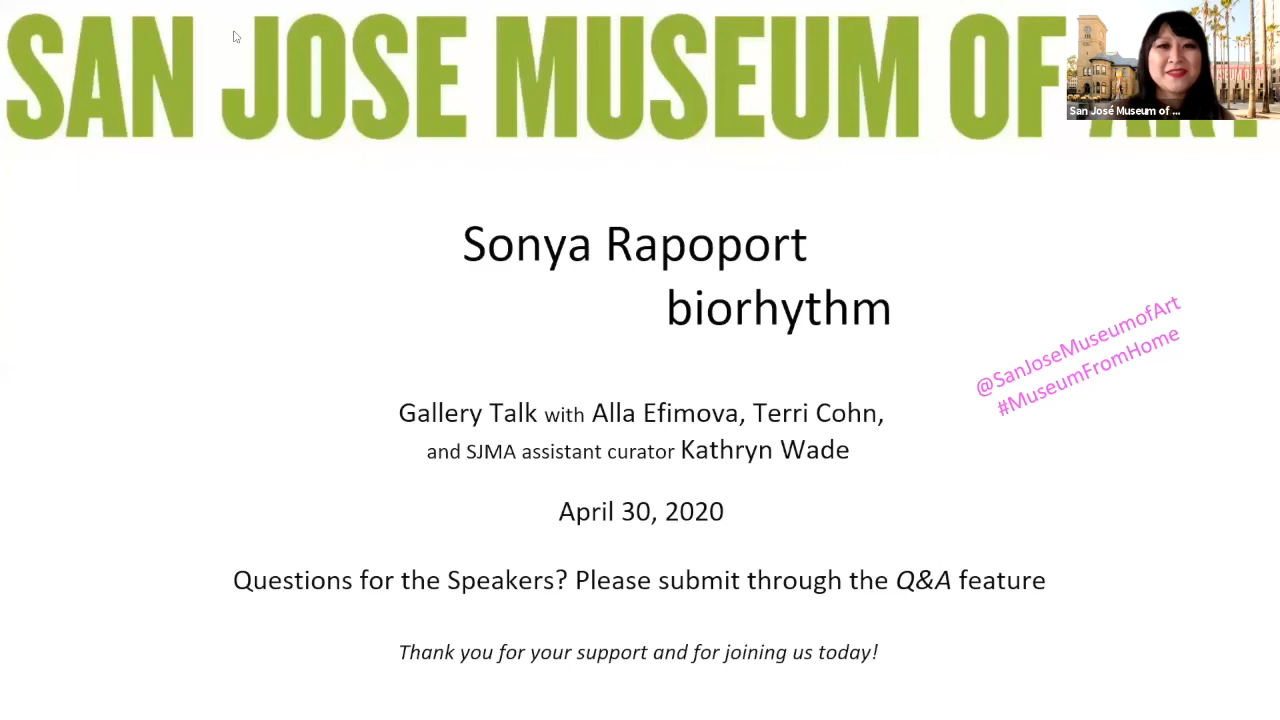 SAN JOSE MUSEUM OF ART
San José Museum of ...
Sonya Rapoport
biorhythm
@SanJoseMuseumofArt
#MuseumFromHome
Gallery Talk with Alla Efimova, Terri Cohn,
and SJMA assistant curator Kathryn Wade
April 30, 2020
Questions for the Speakers? Please submit through the Q&A feature
Thank you for your support and for joining us today!